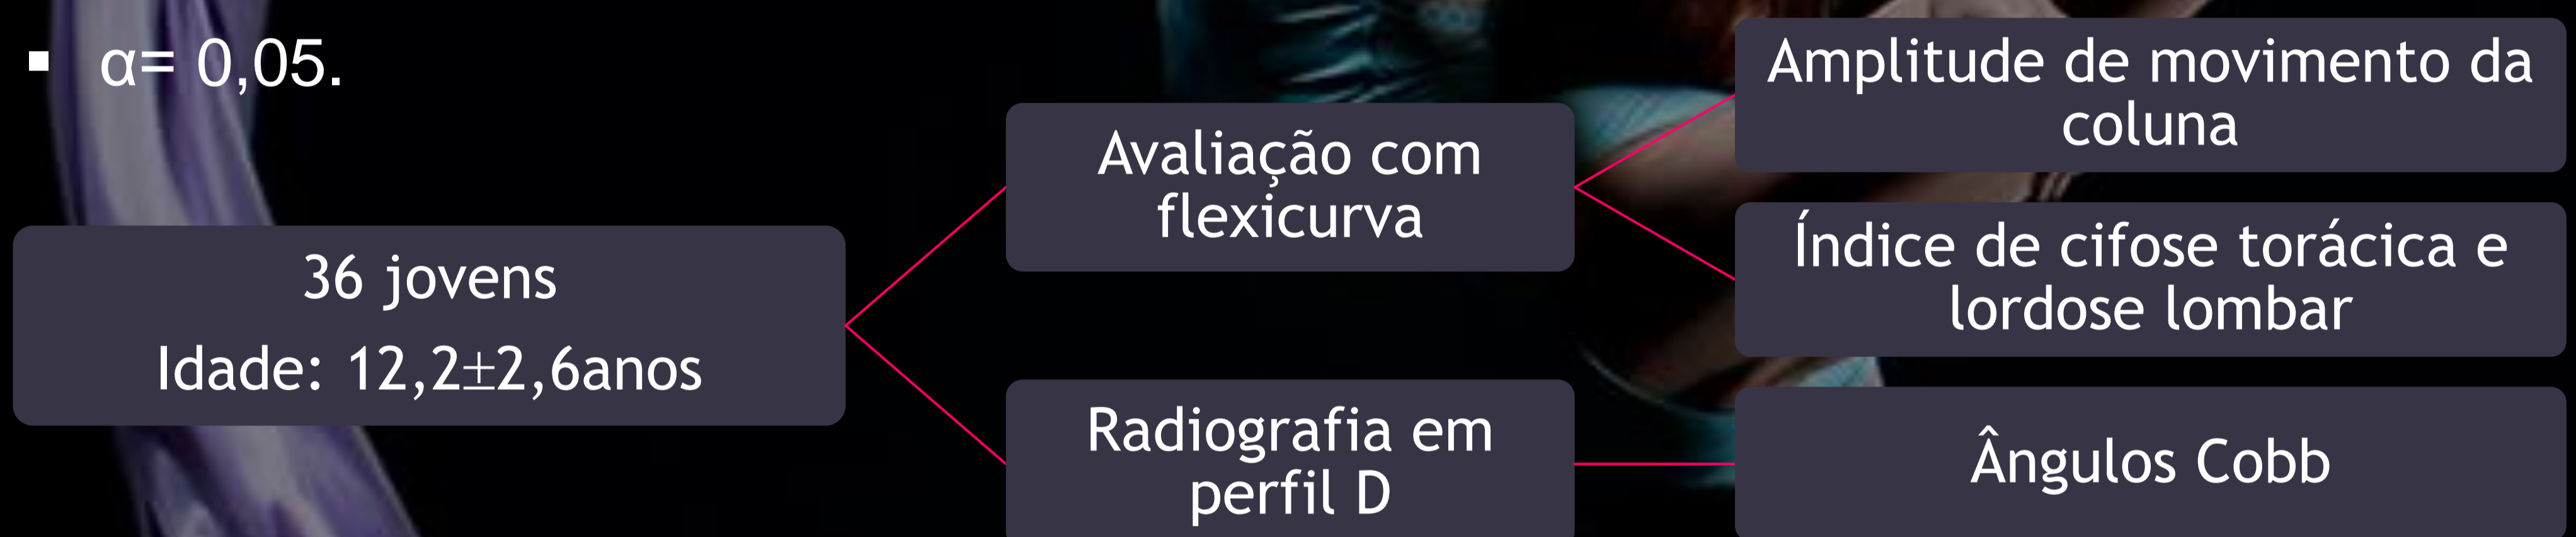 ▪ α= 0,05.
36 jovens
Idade: 12,2±2,6anos
Avaliação com
flexicurva
Radiografia em
perfil D
Amplitude de movimento da
coluna
Índice de cifose torácica e
lordose lombar
Ângulos Cobb